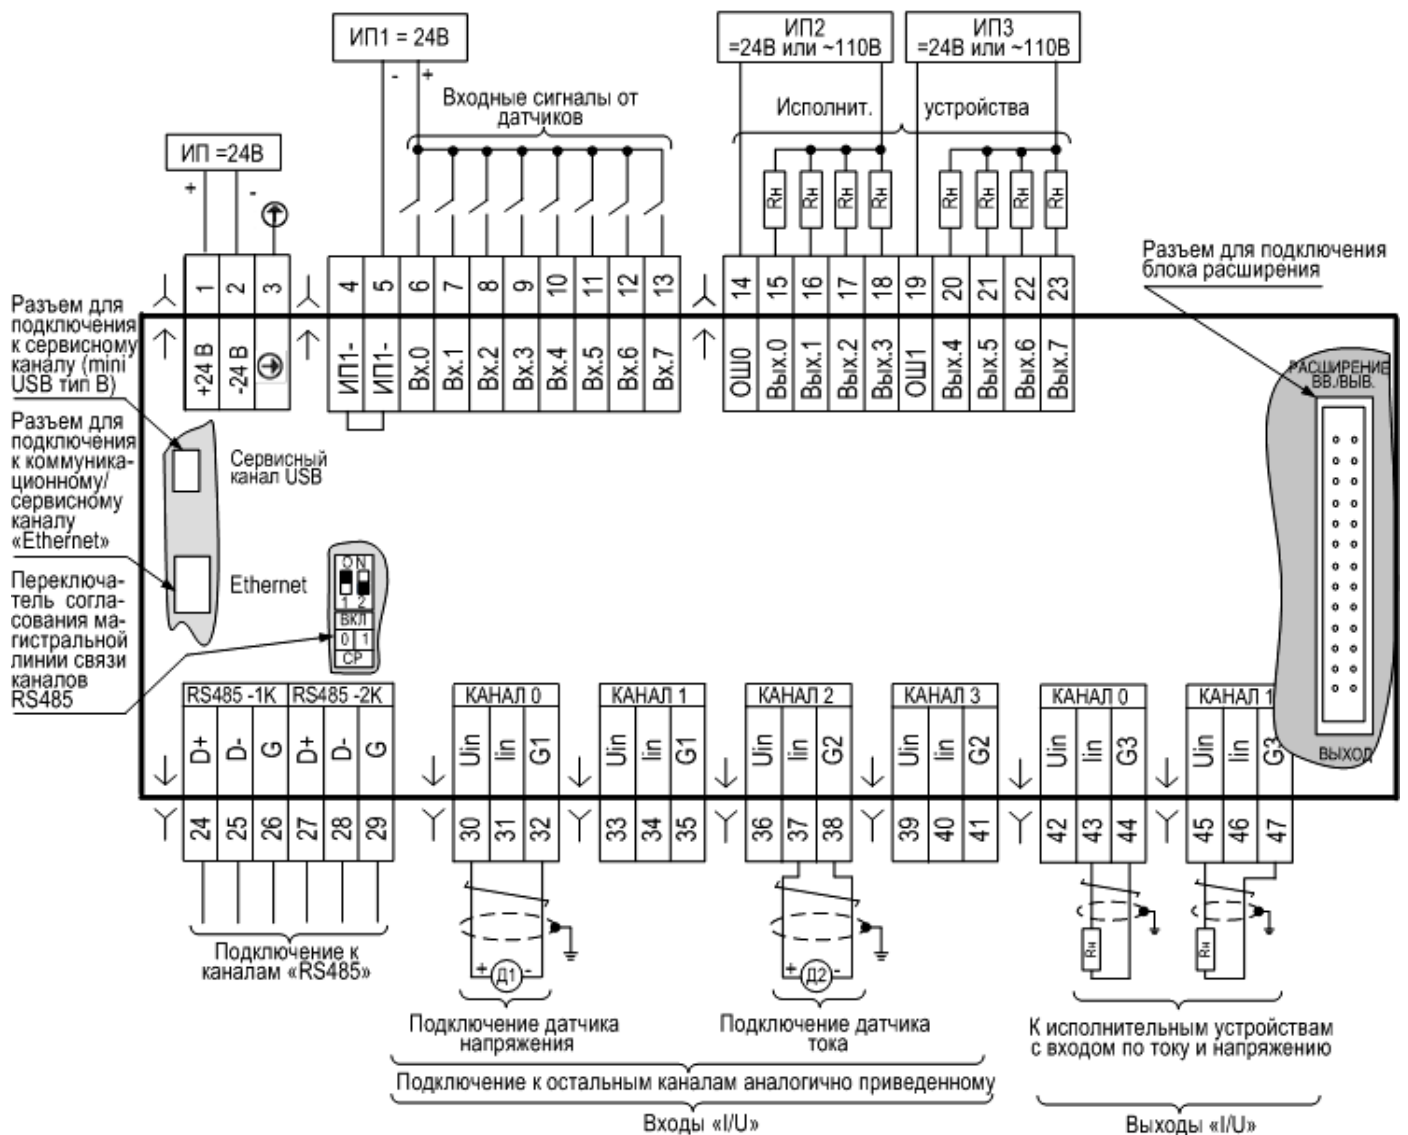 ИП1 = 24В
ИП2
=24В или ~110В
ИП3
=24В или ~110В
- +
Входные сигналы от
датчиков
Исполнит. устройства
ИП =24В
+ -
Rн Rн Rн Rн Rн Rн Rн Rн
Разъем для подключения
блока расширения
1 2 3 4 5 6 7 8 9 10 11 12 13 14 15 16 17 18 19 20 21 22 23
+24 В -24 В ИП1- ИП1- Вх.0 Вх.1 Вх.2 Вх.3 Вх.4 Вх.5 Вх.6 Вх.7 ОШ0 Вых.0 Вых.1 Вых.2 Вых.3 ОШ1 Вых.4 Вых.5 Вых.6 Вых.7
Разъем для
подключения
к сервисному
каналу (mini
USB тип В)
РАСШИРЕНИЕ
ВВ./ВЫВ.
Разъем для
подключения
к коммуника-
ционному/
сервисному
каналу
«Ethernet»
Сервисный
канал USB
Переключа-
тель согла-
сования ма-
гистральной
линии связи
каналов
RS485
Ethernet
ON
1 2
ВКЛ
0 1
СР
RS485 -1К RS485 -2К КАНАЛ 0 КАНАЛ 1 КАНАЛ 2 КАНАЛ 3 КАНАЛ 0 КАНАЛ 1
D+ D- G D+ D- G Uin Iin G1 Uin Iin G1 Uin Iin G2 Uin Iin G2 Uin Iin G3 Uin Iin G3
ВЫХОД
24 25 26 27 28 29 30 31 32 33 34 35 36 37 38 39 40 41 42 43 44 45 46 47
Подключение к
каналам «RS485»
+ Д1 -
+ Д2 -
Rн Rн
Подключение датчика
напряжения
Подключение датчика
тока
К исполнительным устройствам
с входом по току и напряжению
Подключение к остальным каналам аналогично приведенному
Входы «I/U»
Выходы «I/U»